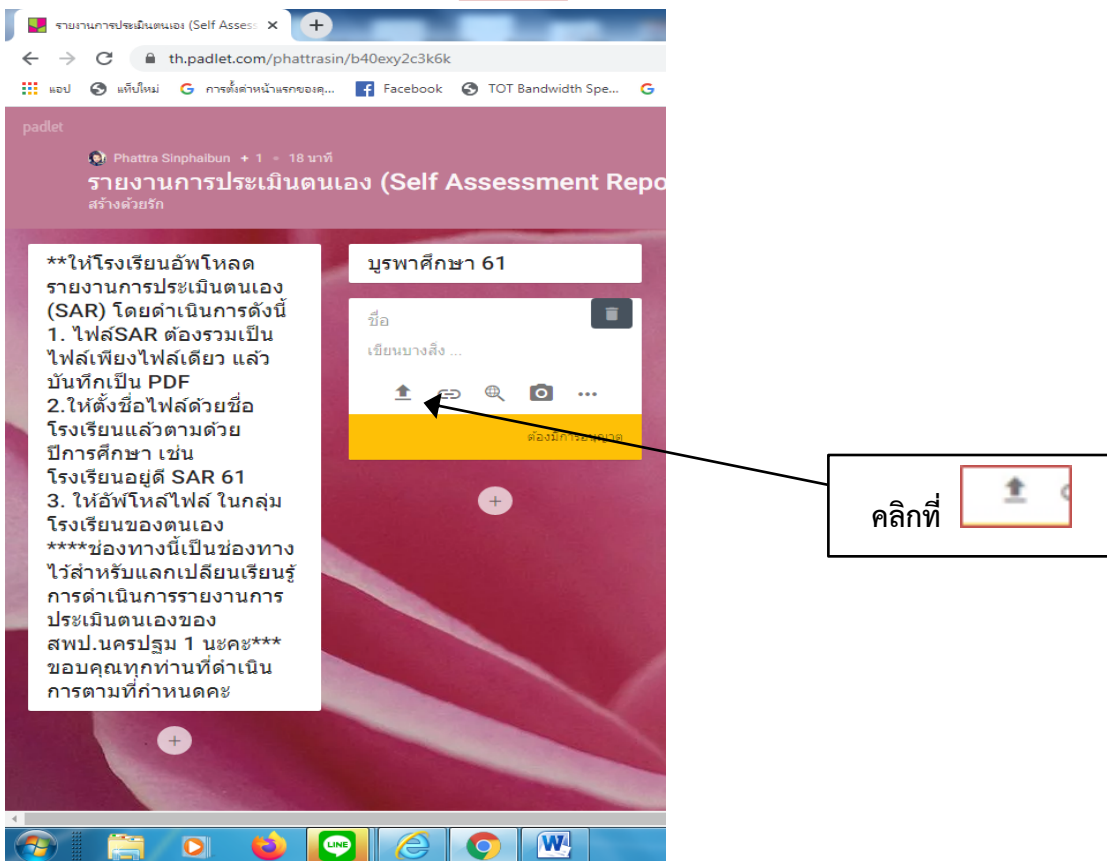 รายงานการประเมินตนเอง (Self Assess
th.padlet.com/phattrasin/b40exy2c3k6k
แอป แท็บใหม่ การตั้งค่าหน้าแรกของคุ... Facebook TOT Bandwidth Spe...
padlet
Phattra Sinphaibun + 1 • 18 นาที
รายงานการประเมินตนเอง (Self Assessment Repo
สร้างด้วยรัก
**ให้โรงเรียนอัพโหลด
รายงานการประเมินตนเอง
(SAR) โดยดำเนินการดังนี้
1. ไฟล์SAR ต้องรวมเป็น
ไฟล์เพียงไฟล์เดียว แล้ว
บันทึกเป็น PDF
2.ให้ตั้งชื่อไฟล์ด้วยชื่อ
โรงเรียนแล้วตามด้วย
ปีการศึกษา เช่น
โรงเรียนอยู่ดี SAR 61
3. ให้อัพโหล์ไฟล์ ในกลุ่ม
โรงเรียนของตนเอง
****ช่องทางนี้เป็นช่องทาง
ไว้สำหรับแลกเปลี่ยนเรียนรู้
การดำเนินการรายงานการ
ประเมินตนเองของ
สพป.นครปฐม 1 นะคะ***
ขอบคุณทุกท่านที่ดำเนิน
การตามที่กำหนดคะ
บูรพาศึกษา 61
ชื่อ
เขียนบางสิ่ง ...
ต้องมีการอนุญาต
คลิกที่
LINE
W